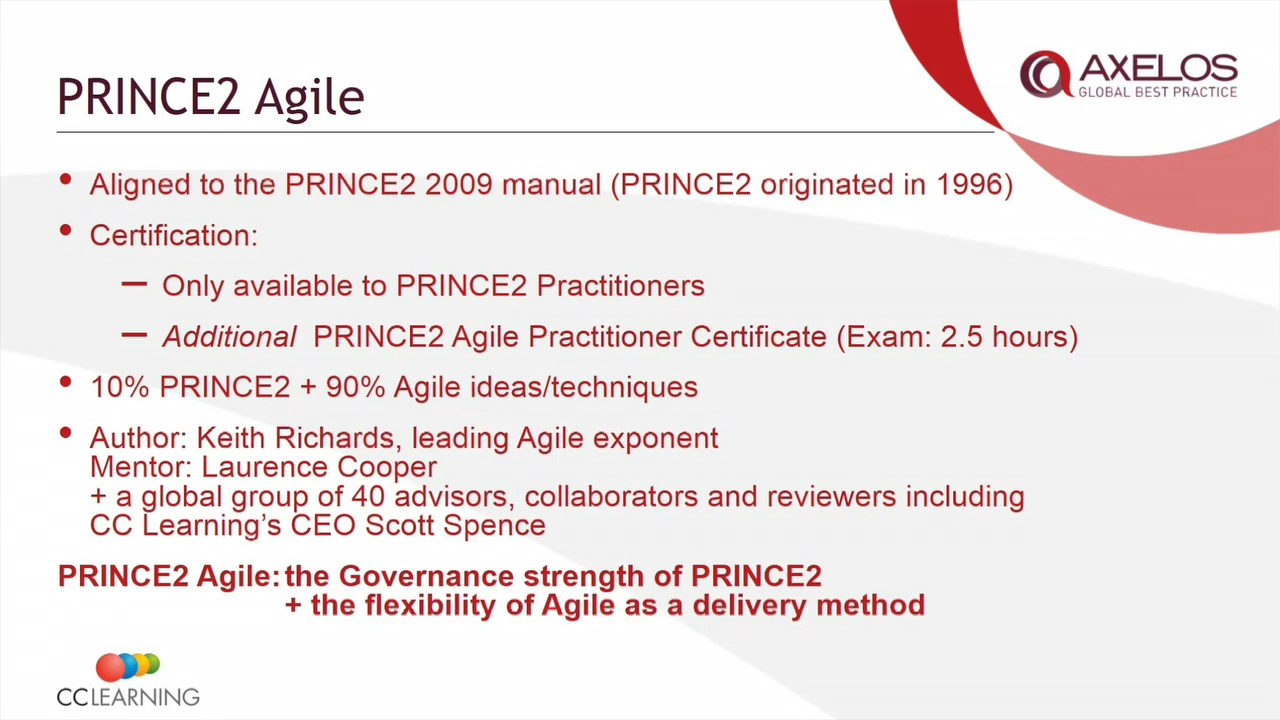 PRINCE2 Agile
AXELOS
GLOBAL BEST PRACTICE
• Aligned to the PRINCE2 2009 manual (PRINCE2 originated in 1996)
• Certification:
– Only available to PRINCE2 Practitioners
– Additional PRINCE2 Agile Practitioner Certificate (Exam: 2.5 hours)
• 10% PRINCE2 + 90% Agile ideas/techniques
• Author: Keith Richards, leading Agile exponent
Mentor: Laurence Cooper
+ a global group of 40 advisors, collaborators and reviewers including
CC Learning’s CEO Scott Spence
PRINCE2 Agile: the Governance strength of PRINCE2
+ the flexibility of Agile as a delivery method
CCLEARNING